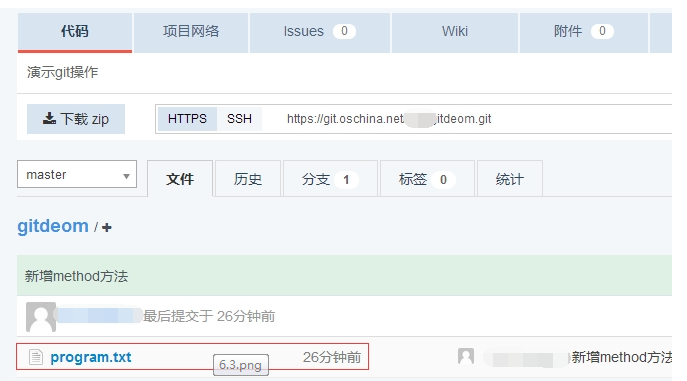 代码 项目网络 Issues 0 Wiki 附件 0
演示git操作
下载 zip HTTPS SSH https://git.oschina.net/ itdeom.git
master 文件 历史 分支 1 标签 0 统计
gitdeom / +
新增method方法
最后提交于 26分钟前
program.txt 6.3.png 26分钟前 新增method方法